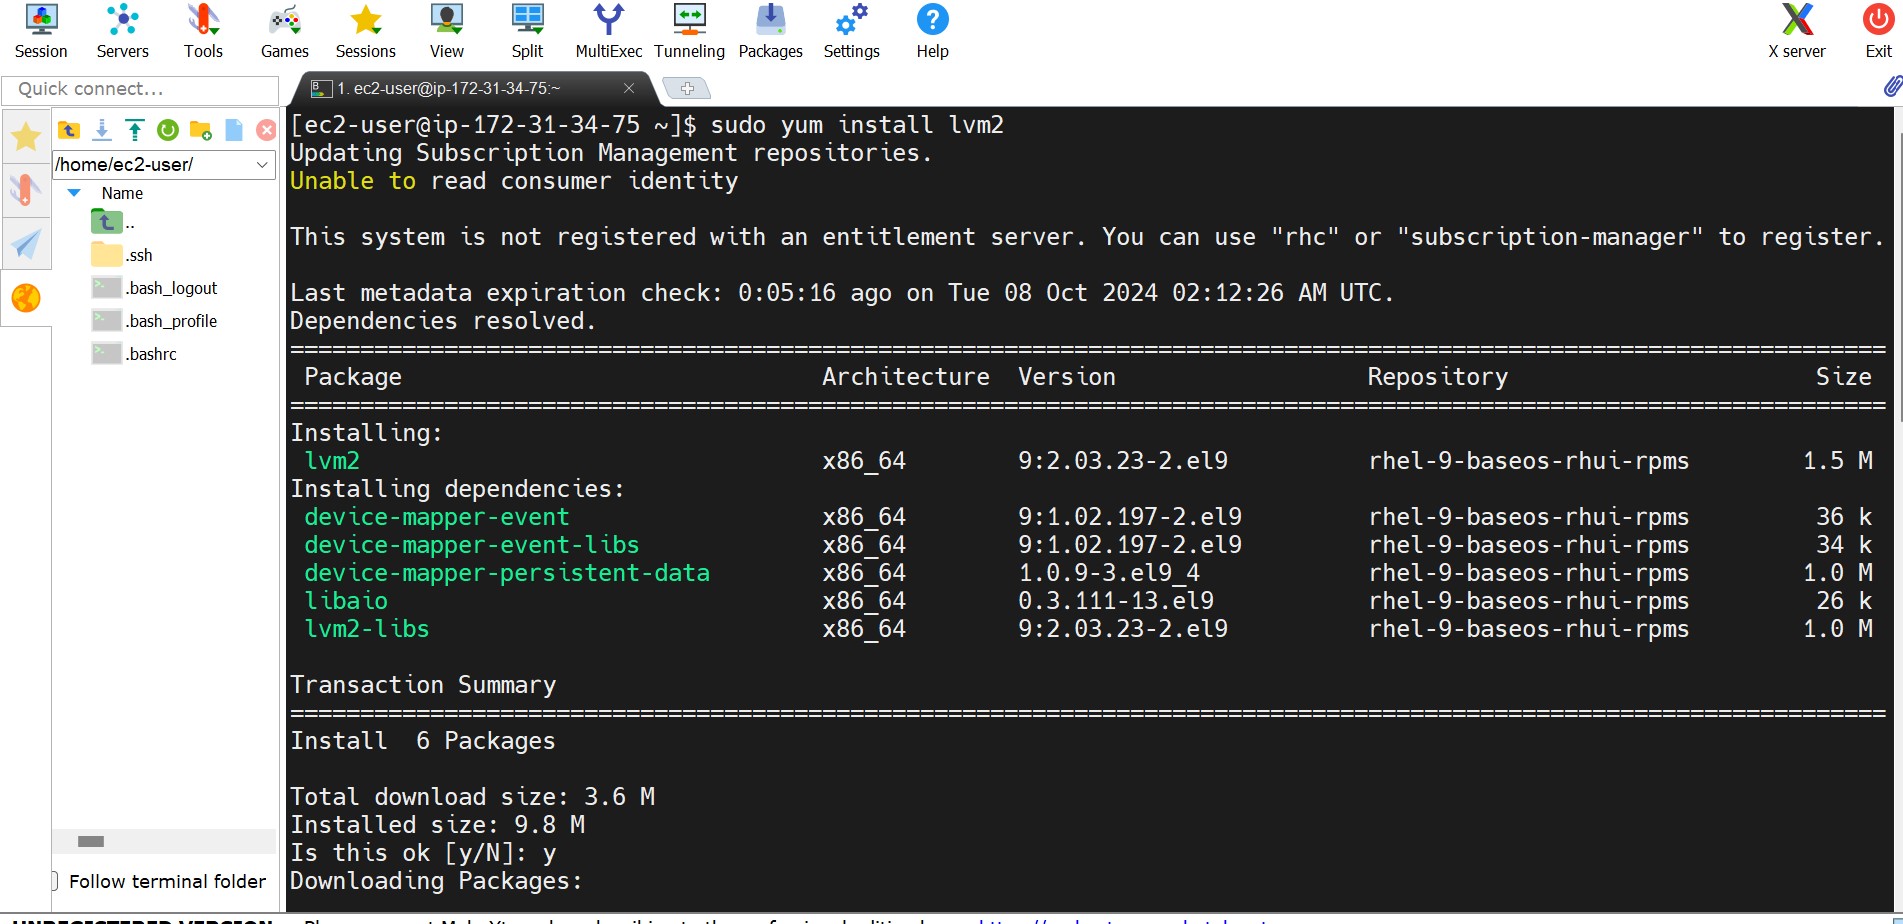 Session Servers Tools Games Sessions View Split MultiExec Tunneling Packages Settings Help X server Exit
Quick connect...
1. ec2-user@ip-172-31-34-75:~
/home/ec2-user/
Name
..
.ssh
.bash_logout
.bash_profile
.bashrc
Follow terminal folder
[ec2-user@ip-172-31-34-75 ~]$ sudo yum install lvm2
Updating Subscription Management repositories.
Unable to read consumer identity
This system is not registered with an entitlement server. You can use "rhc" or "subscription-manager" to register.
Last metadata expiration check: 0:05:16 ago on Tue 08 Oct 2024 02:12:26 AM UTC.
Dependencies resolved.
Package Architecture Version Repository Size
Installing:
lvm2 x86_64 9:2.03.23-2.el9 rhel-9-baseos-rhui-rpms 1.5 M
Installing dependencies:
device-mapper-event x86_64 9:1.02.197-2.el9 rhel-9-baseos-rhui-rpms 36 k
device-mapper-event-libs x86_64 9:1.02.197-2.el9 rhel-9-baseos-rhui-rpms 34 k
device-mapper-persistent-data x86_64 1.0.9-3.el9_4 rhel-9-baseos-rhui-rpms 1.0 M
libaio x86_64 0.3.111-13.el9 rhel-9-baseos-rhui-rpms 26 k
lvm2-libs x86_64 9:2.03.23-2.el9 rhel-9-baseos-rhui-rpms 1.0 M
Transaction Summary
Install 6 Packages
Total download size: 3.6 M
Installed size: 9.8 M
Is this ok [y/N]: y
Downloading Packages:
UNREGISTERED VERSION